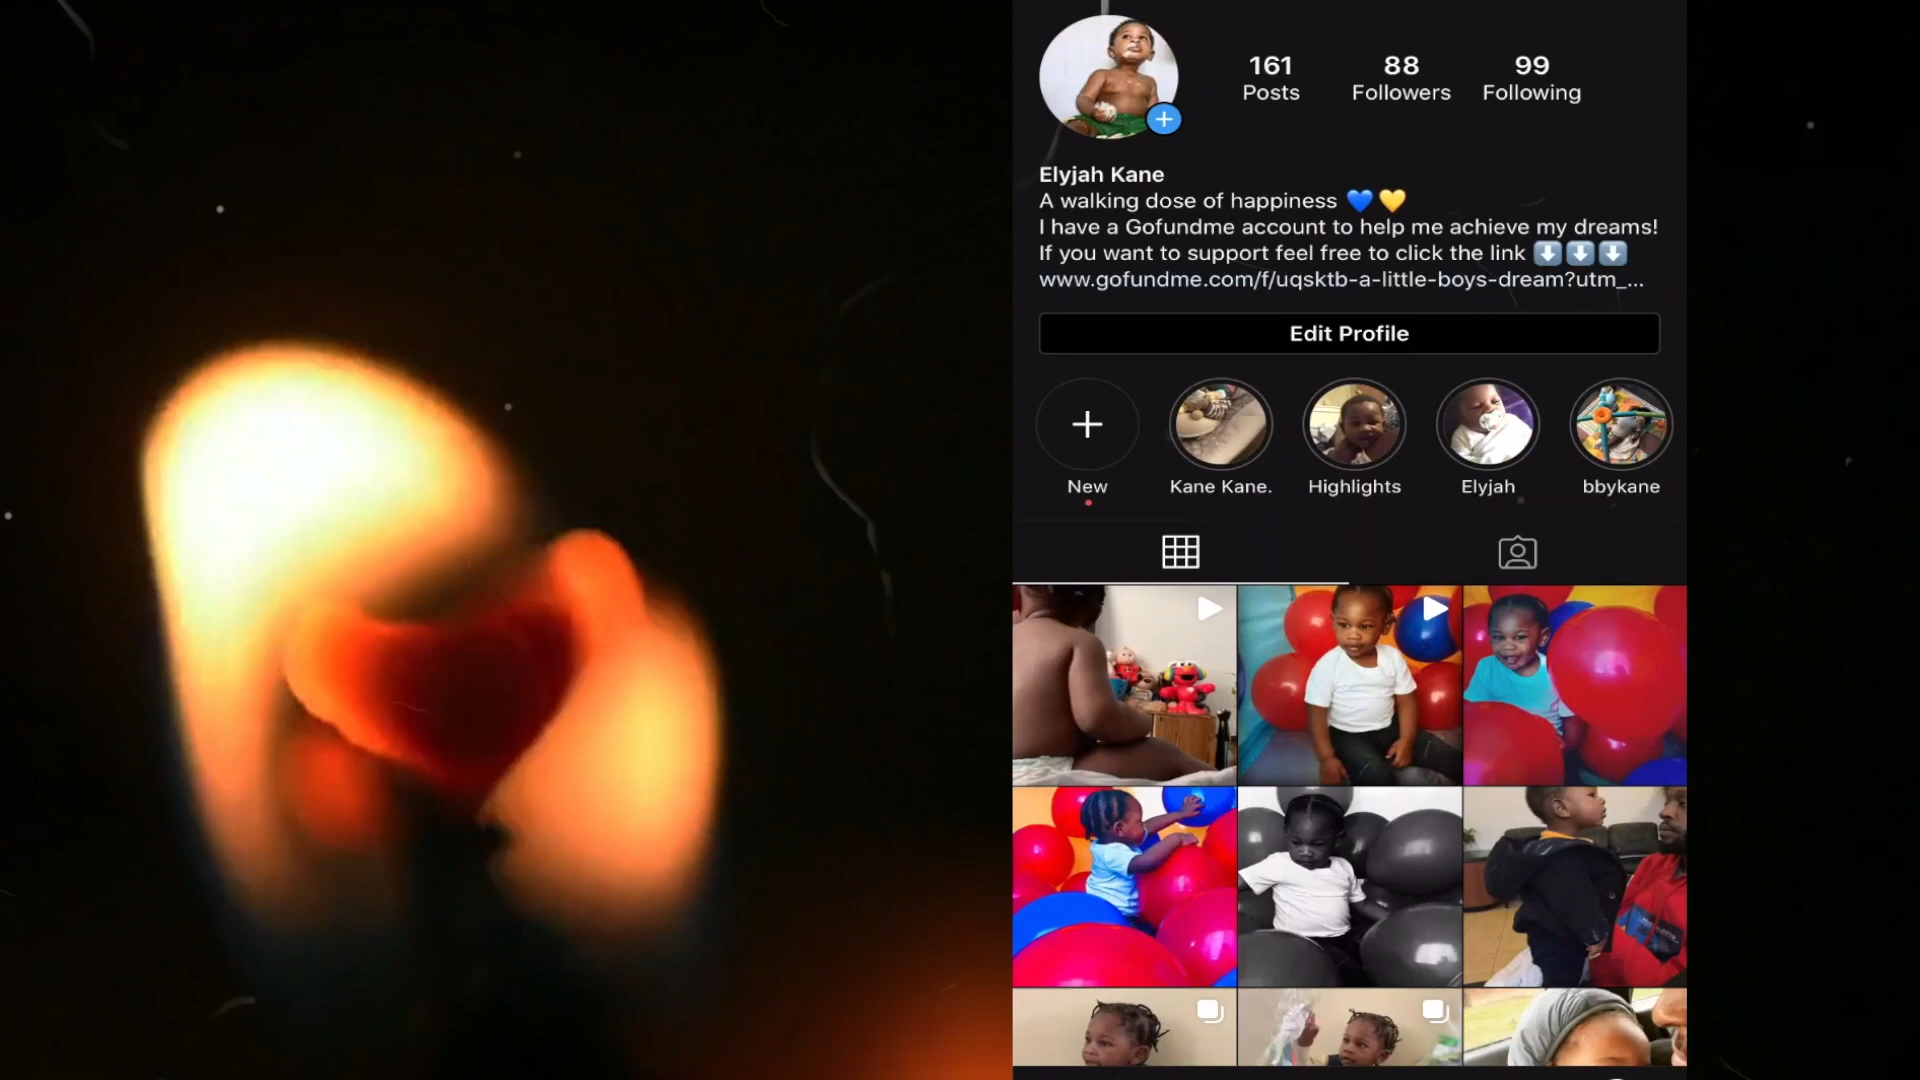 161
88
99
Posts
Followers
Following
Elyjah Kane
A walking dose of happiness 💙💛
I have a Gofundme account to help me achieve my dreams!
If you want to support feel free to click the link ⬇️⬇️⬇️
www.gofundme.com/f/uqsktb-a-little-boys-dream?utm_...
Edit Profile
New
Kane Kane.
Highlights
Elyjah
bbykane